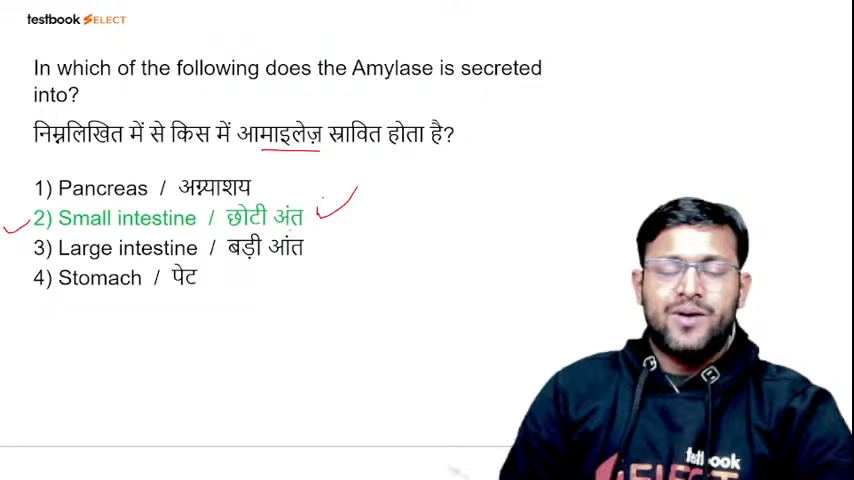 testbook SELECT
In which of the following does the Amylase is secreted
into?
निम्नलिखित में से किस में आमाइलेज़ स्रावित होता है?
1) Pancreas / अग्न्याशय
2) Small intestine / छोटी अंत
3) Large intestine / बड़ी आंत
4) Stomach / पेट
testbook
SELECT